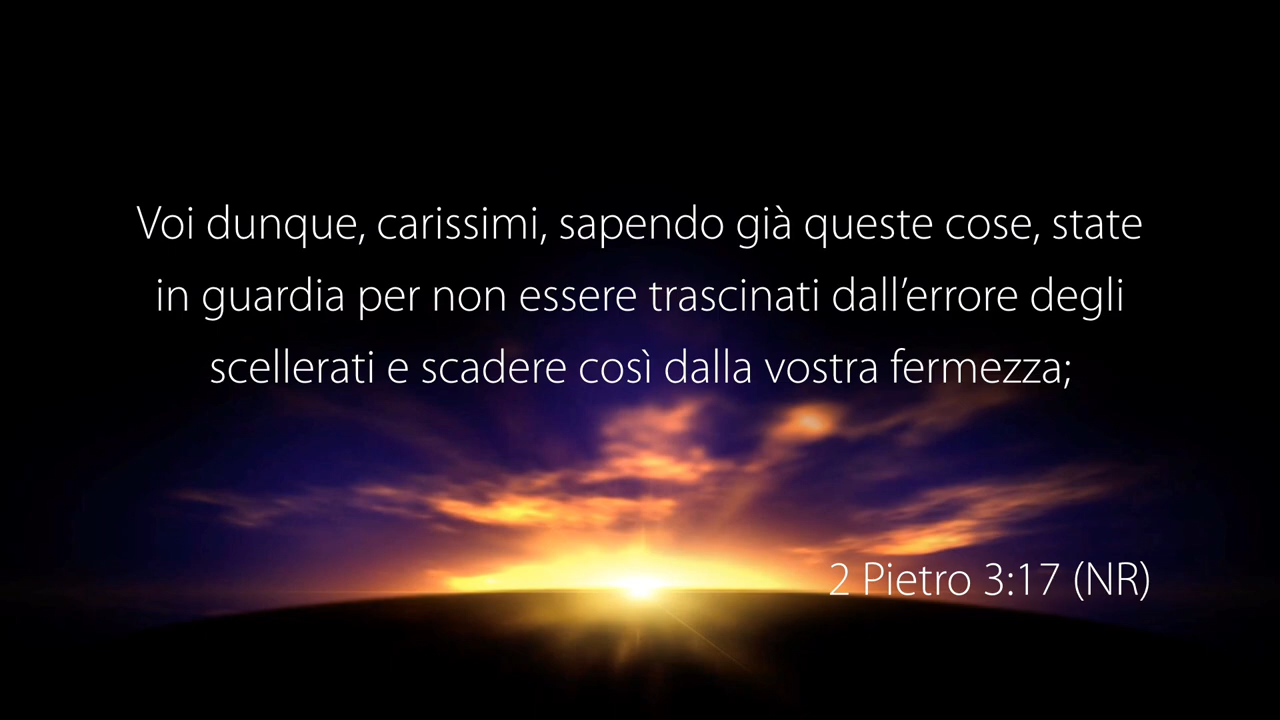 Voi dunque, carissimi, sapendo già queste cose, state
in guardia per non essere trascinati dall’errore degli
scellerati e scadere così dalla vostra fermezza;
2 Pietro 3:17 (NR)